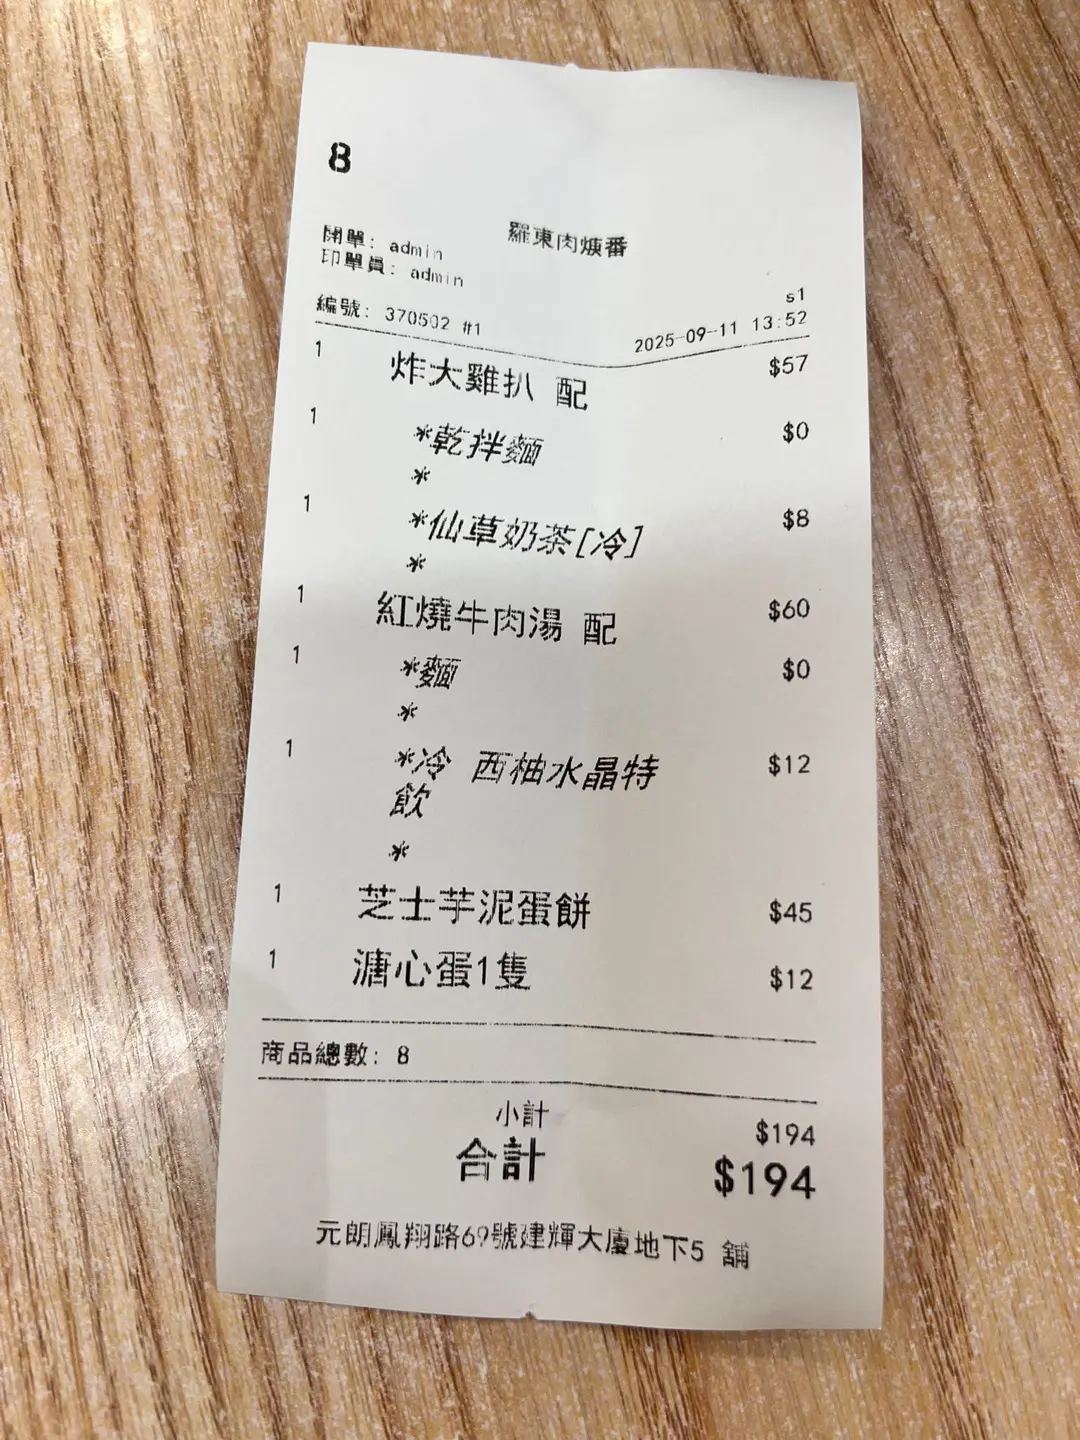 8
羅東肉焿番
開單: admin
印單員: admin
s1
編號: 370502 #1 2025-09-11 13:52
1 炸大雞扒 配 $57
1 *乾拌麵 $0
*
1 *仙草奶茶[冷] $8
*
1 紅燒牛肉湯 配 $60
1 *麵 $0
*
1 *冷 西柚水晶特 $12
飲
*
1 芝士芋泥蛋餅 $45
1 溏心蛋1隻 $12
商品總數: 8
小計 $194
合計 $194
元朗鳳翔路69號建輝大廈地下5 舖